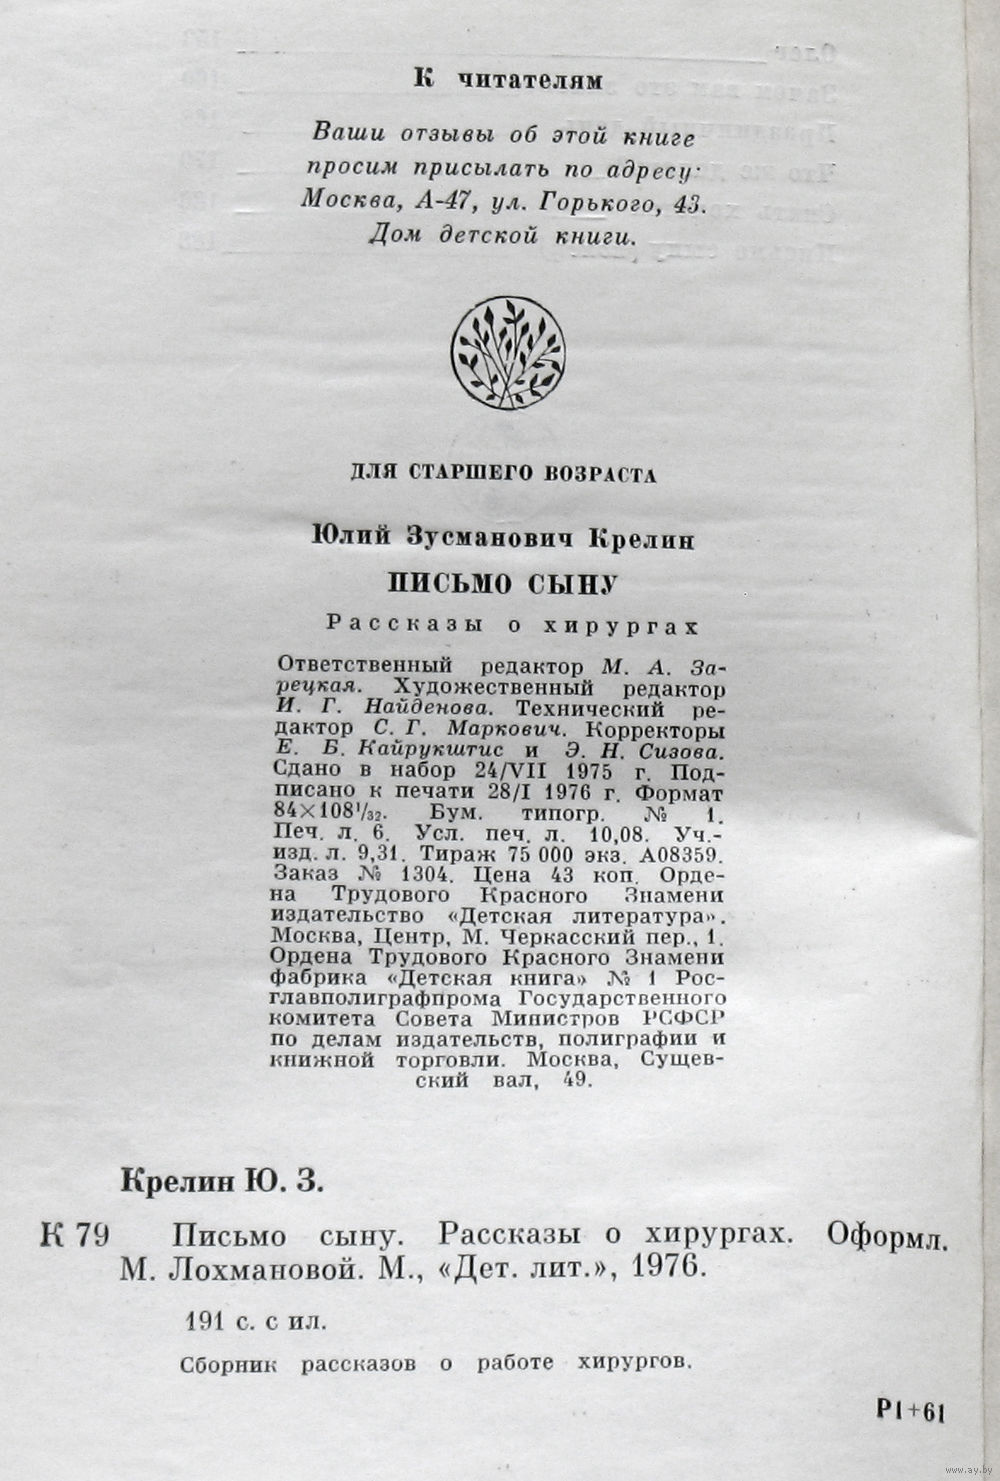 К читателям
Ваши отзывы об этой книге
просим присылать по адресу:
Москва, А-47, ул. Горького, 43.
Дом детской книги.
ДЛЯ СТАРШЕГО ВОЗРАСТА
Юлий Зусманович Крелин
ПИСЬМО СЫНУ
Рассказы о хирургах
Ответственный редактор М. А. За-
рецкая. Художественный редактор
И. Г. Найденова. Технический ре-
дактор С. Г. Маркович. Корректоры
Е. Б. Кайрукштис и Э. Н. Сизова.
Сдано в набор 24/VII 1975 г. Под-
писано к печати 28/I 1976 г. Формат
84×108¹/₃₂. Бум. типогр. № 1.
Печ. л. 6. Усл. печ. л. 10,08. Уч.-
изд. л. 9,31. Тираж 75 000 экз. А08359.
Заказ № 1304. Цена 43 коп. Орде-
на Трудового Красного Знамени
издательство «Детская литература».
Москва, Центр, М. Черкасский пер., 1.
Ордена Трудового Красного Знамени
фабрика «Детская книга» № 1 Рос-
главполиграфпрома Государственного
комитета Совета Министров РСФСР
по делам издательств, полиграфии и
книжной торговли. Москва, Сущев-
ский вал, 49.
Крелин Ю. З.
К 79 Письмо сыну. Рассказы о хирургах. Оформл.
М. Лохмановой. М., «Дет. лит.», 1976.
191 с. с ил.
Сборник рассказов о работе хирургов.
Р1+61
www.ay.by